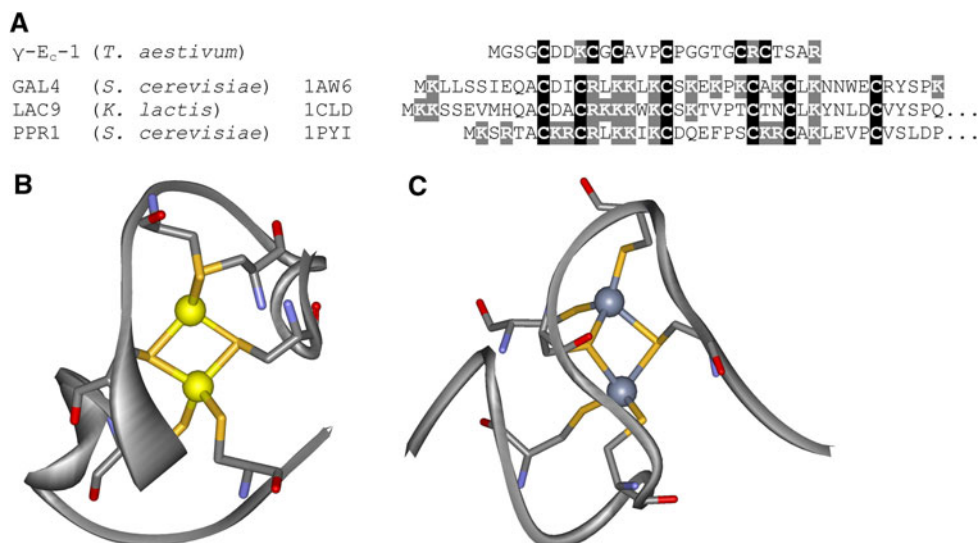 A
γ-Ec-1 (T. aestivum) MGSGCDDKCGCAVPCPGGTGCRCTSAR
GAL4 (S. cerevisiae) 1AW6 MKLLSSIEQACDICRLKKLKCSKEKPKCAKCLKNNWECRYSPK
LAC9 (K. lactis) 1CLD MKKSSEVMHQACDACRKKKWKCSKTVPTCTNCLKYNLDCVYSPQ...
PPR1 (S. cerevisiae) 1PYI MKSRTACKRCRLKKIKCDQEFPSCKRCAKLEVPCVSLDP...
B
C